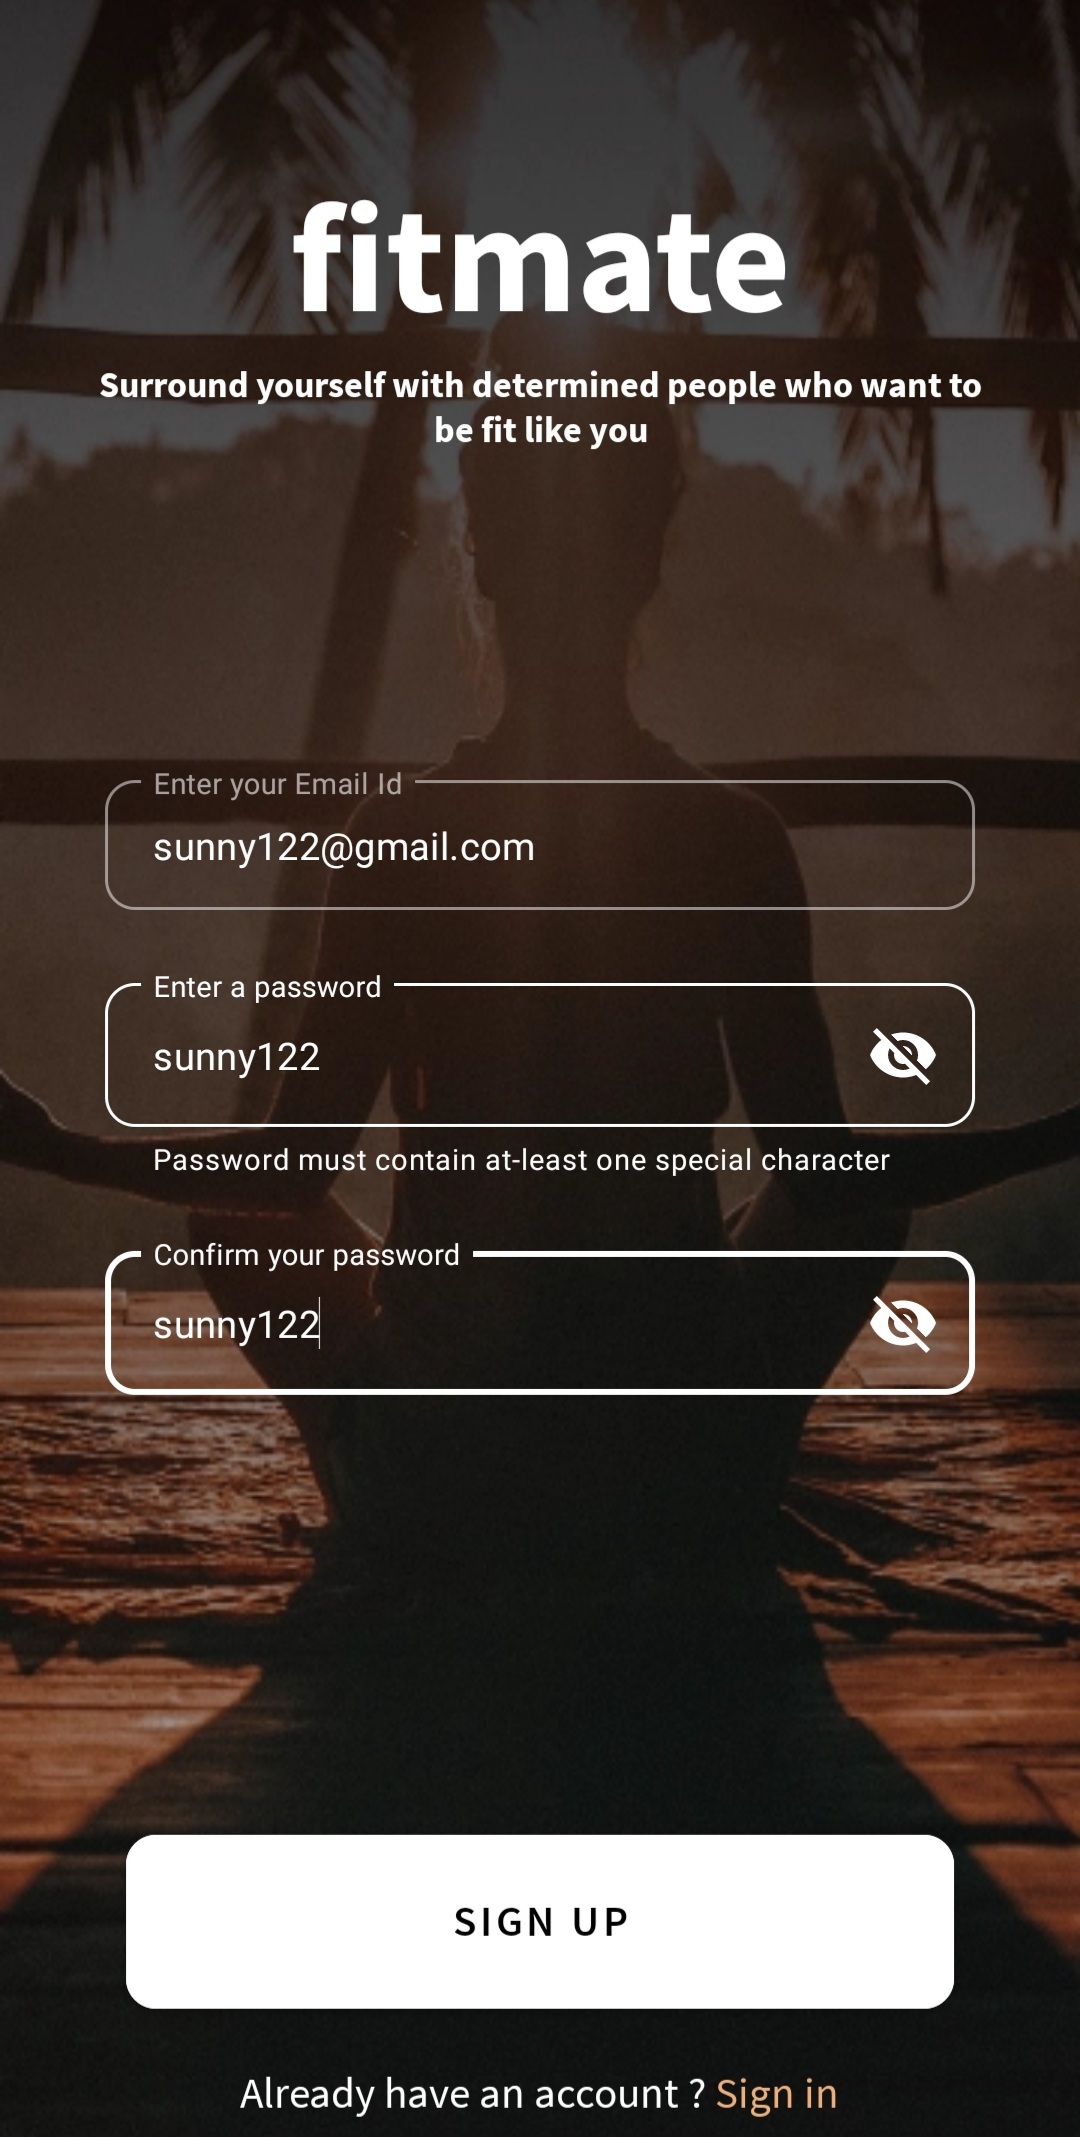 fitmate
Surround yourself with determined people who want to
be fit like you
Enter your Email Id
sunny122@gmail.com
Enter a password
sunny122
Password must contain at-least one special character
Confirm your password
sunny122
SIGN UP
Already have an account ? Sign in